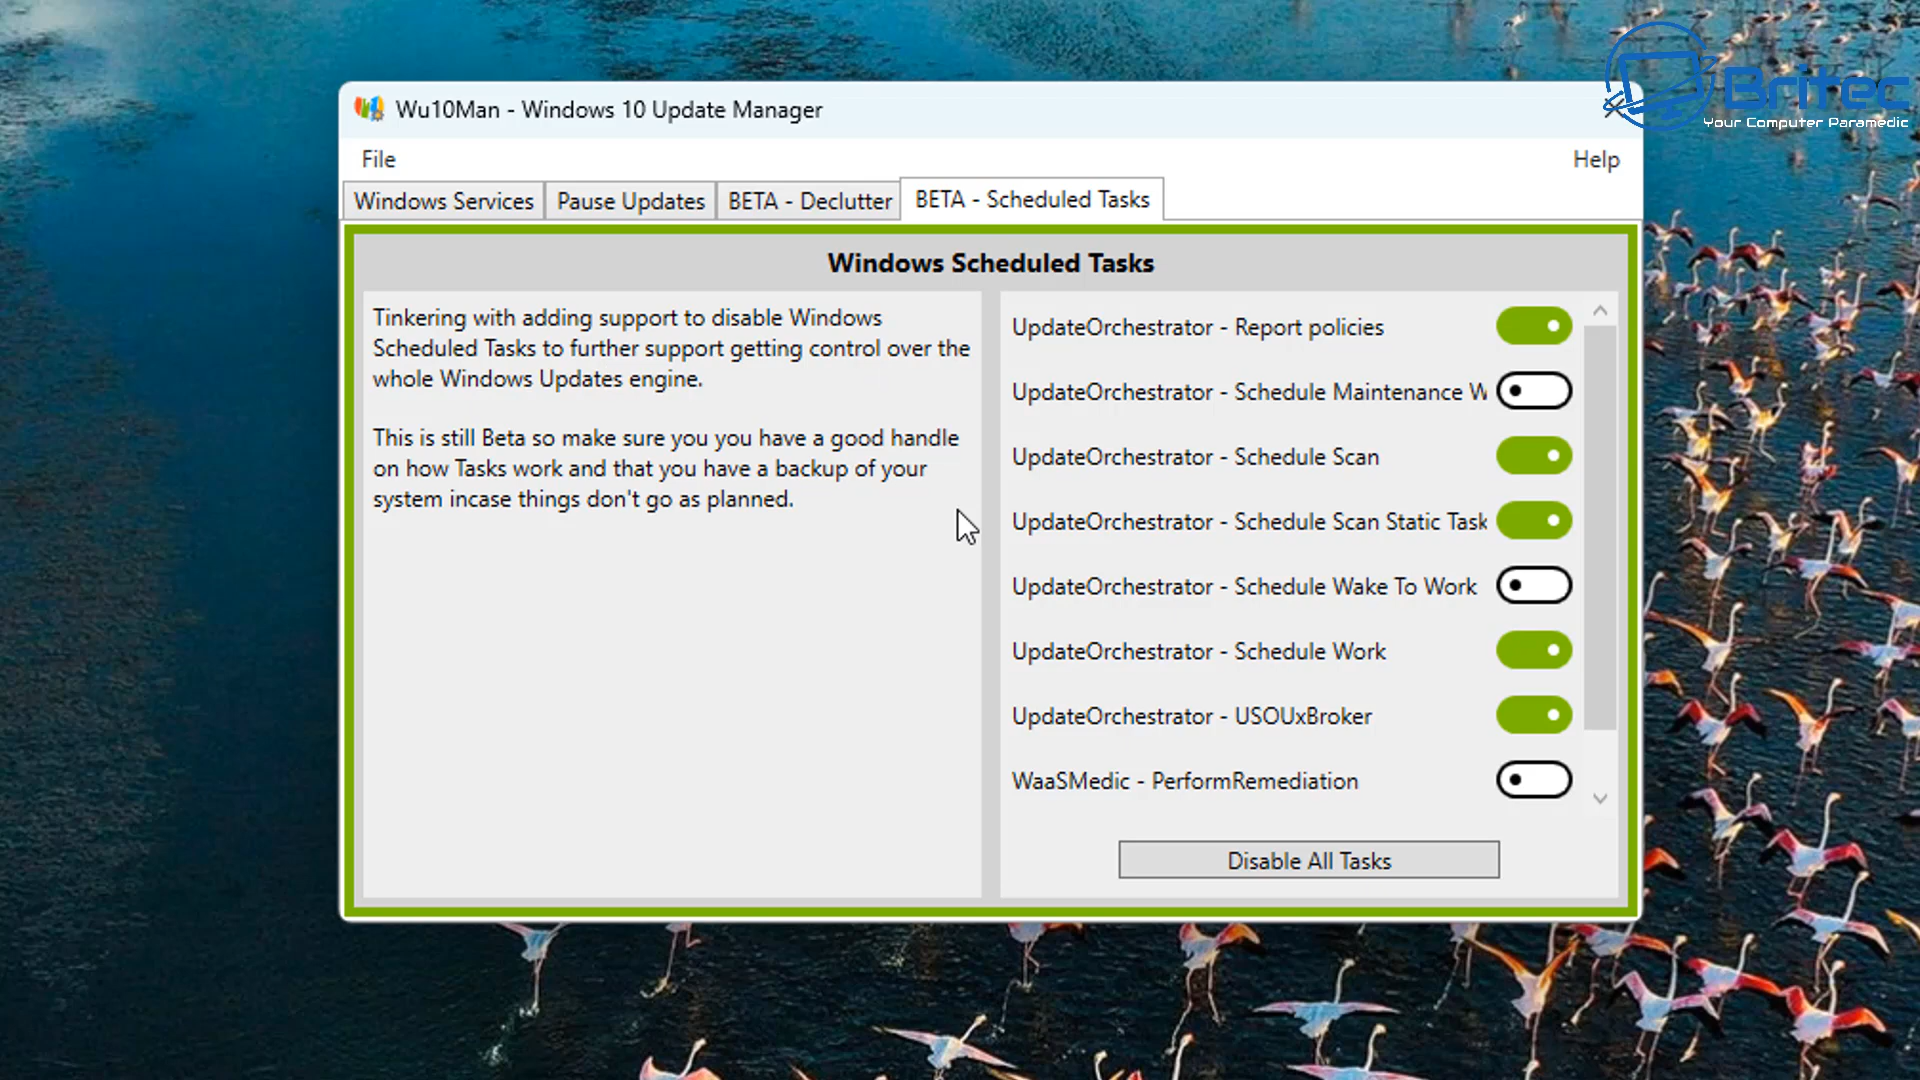 Britec
Your Computer Paramedic
Wu10Man - Windows 10 Update Manager
File
Help
Windows Services
Pause Updates
BETA - Declutter
BETA - Scheduled Tasks
Windows Scheduled Tasks
Tinkering with adding support to disable Windows
Scheduled Tasks to further support getting control over the
whole Windows Updates engine.
This is still Beta so make sure you you have a good handle
on how Tasks work and that you have a backup of your
system incase things don't go as planned.
UpdateOrchestrator - Report policies
UpdateOrchestrator - Schedule Maintenance W
UpdateOrchestrator - Schedule Scan
UpdateOrchestrator - Schedule Scan Static Task
UpdateOrchestrator - Schedule Wake To Work
UpdateOrchestrator - Schedule Work
UpdateOrchestrator - USOUxBroker
WaaSMedic - PerformRemediation
Disable All Tasks